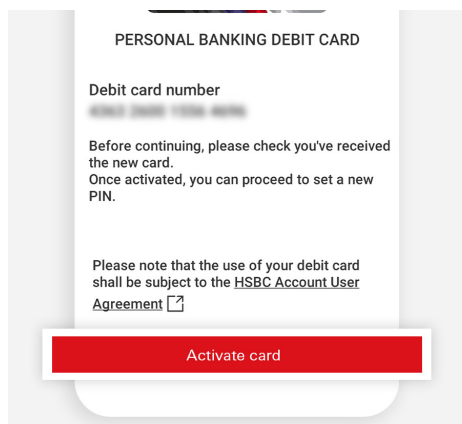 PERSONAL BANKING DEBIT CARD
Debit card number
Before continuing, please check you've received
the new card.
Once activated, you can proceed to set a new
PIN.
Please note that the use of your debit card
shall be subject to the HSBC Account User
Agreement
Activate card